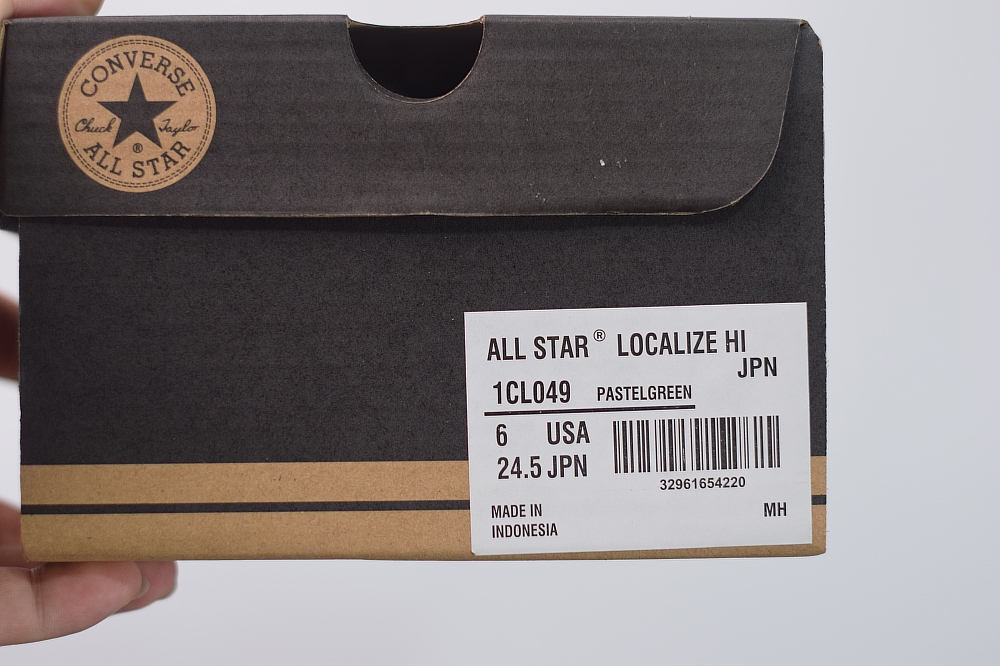 CONVERSE
Chuck Taylor
®
ALL STAR
ALL STAR® LOCALIZE HI
JPN
1CL049 PASTELGREEN
6 USA
24.5 JPN
32961654220
MADE IN
INDONESIA
MH